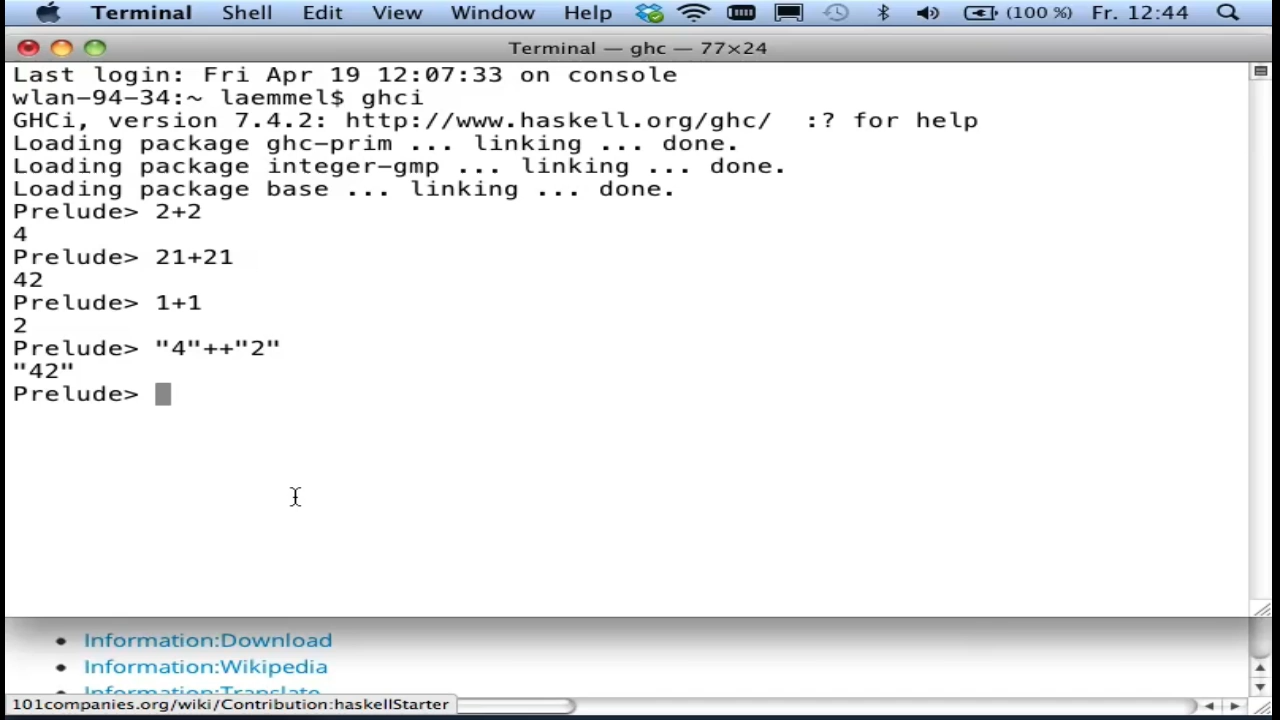 Terminal Shell Edit View Window Help (100 %) Fr. 12:44
Terminal — ghc — 77×24
Last login: Fri Apr 19 12:07:33 on console
wlan-94-34:~ laemmel$ ghci
GHCi, version 7.4.2: http://www.haskell.org/ghc/  :? for help
Loading package ghc-prim ... linking ... done.
Loading package integer-gmp ... linking ... done.
Loading package base ... linking ... done.
Prelude> 2+2
4
Prelude> 21+21
42
Prelude> 1+1
2
Prelude> "4"++"2"
"42"
Prelude>
Information:Download
Information:Wikipedia
Information:Translate
101companies.org/wiki/Contribution:haskellStarter